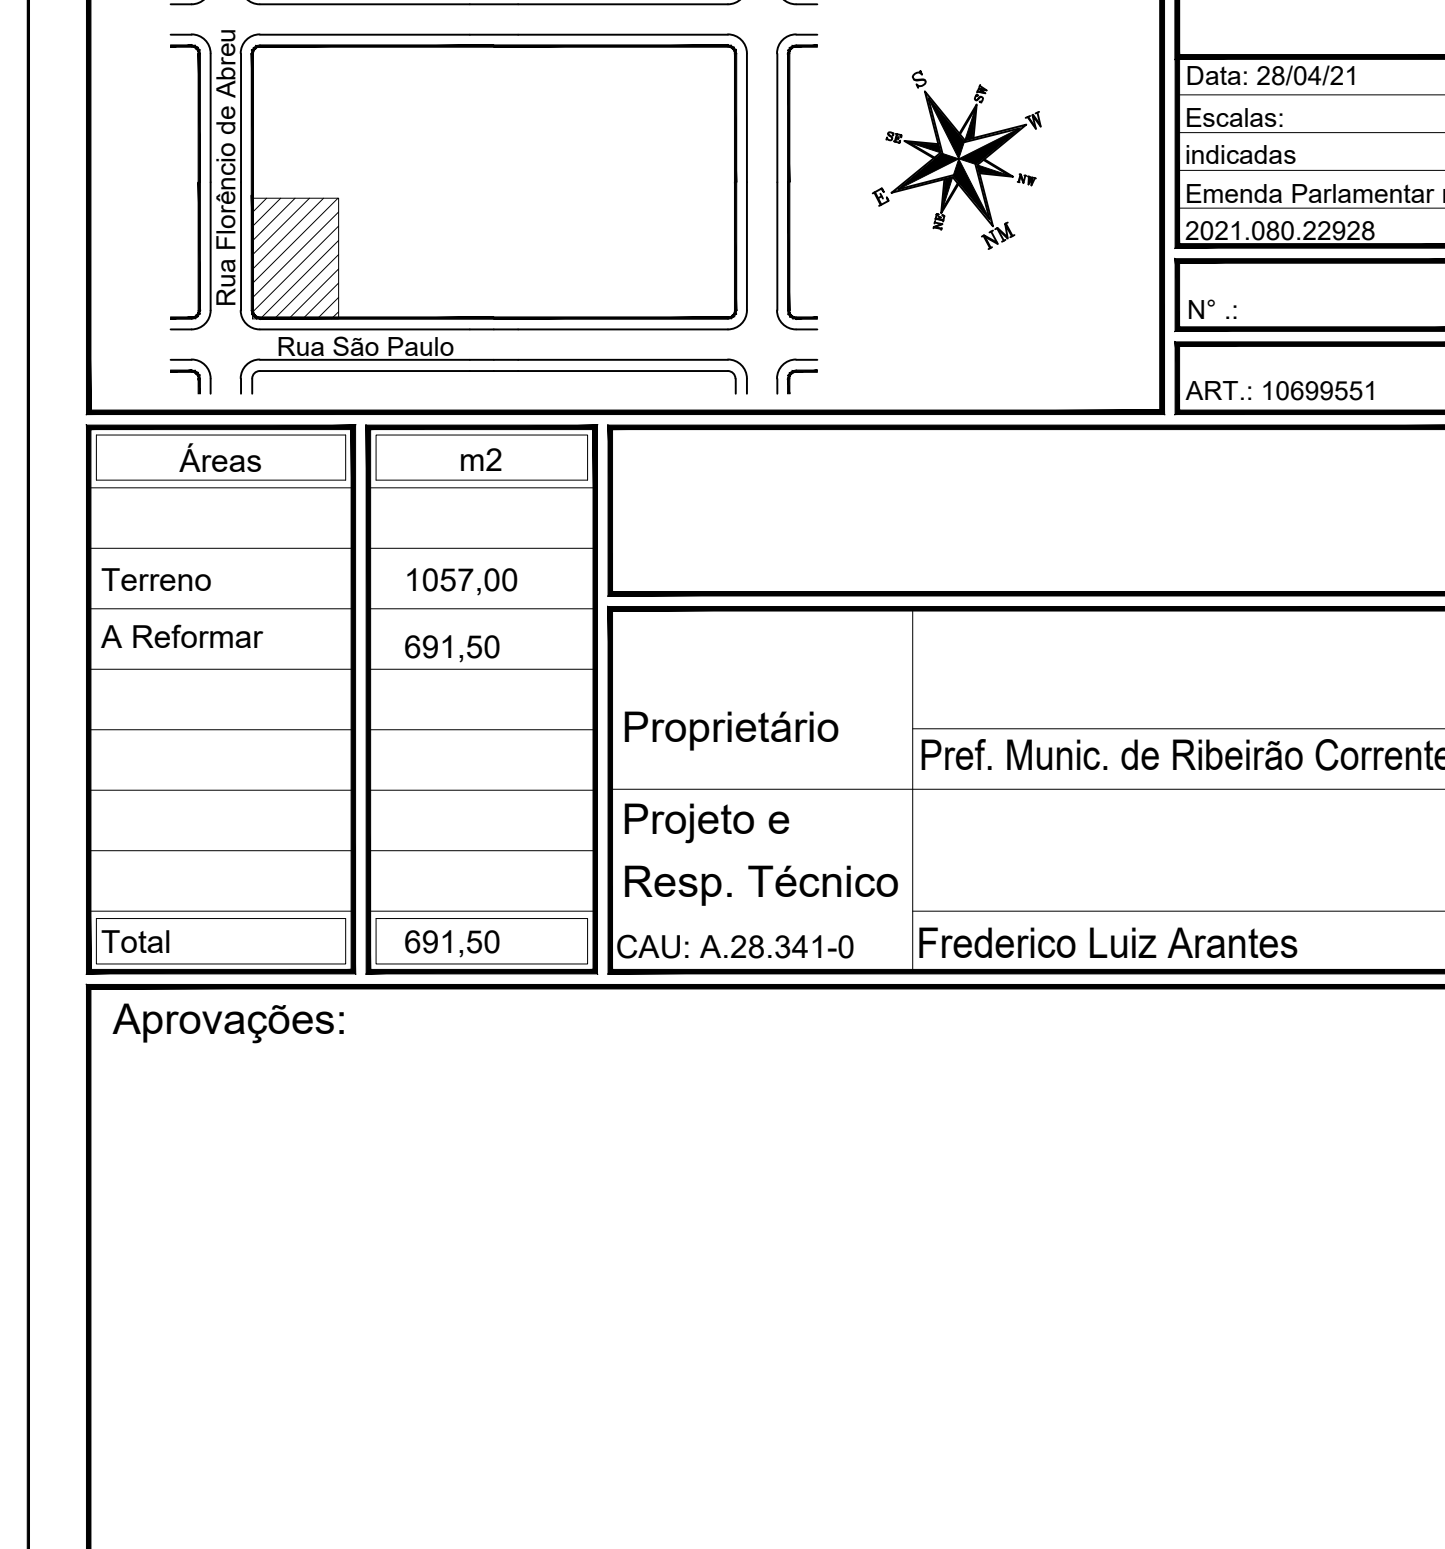 Rua Florêncio de Abreu
Rua São Paulo
S
SW
W
SE
NW
E
NE
NM
Data: 28/04/21
Escalas:
indicadas
Emenda Parlamentar
2021.080.22928
N° .:
ART.: 10699551
Áreas m2
Terreno 1057,00
A Reformar 691,50
Total 691,50
Proprietário
Pref. Munic. de Ribeirão Corrente
Projeto e
Resp. Técnico
CAU: A.28.341-0
Frederico Luiz Arantes
Aprovações: